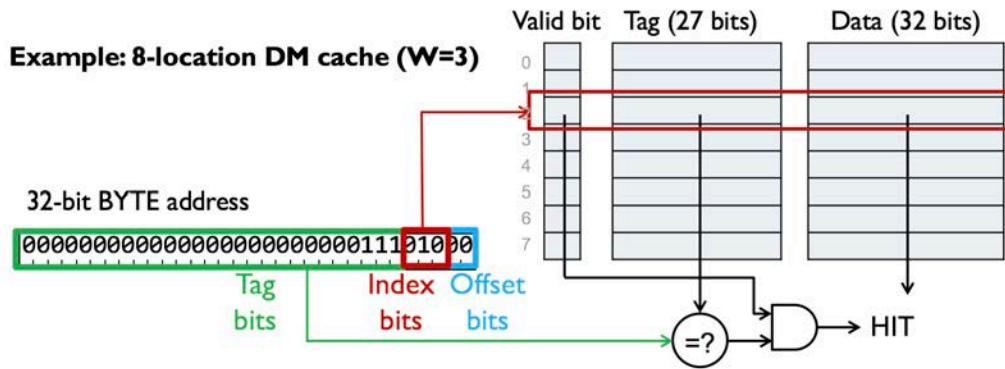 Valid bit Tag (27 bits) Data (32 bits)
Example: 8-location DM cache (W=3)
0
1
2
3
4
5
6
7
32-bit BYTE address
00000000000000000000000011101000
Tag bits
Index bits
Offset bits
=?
HIT